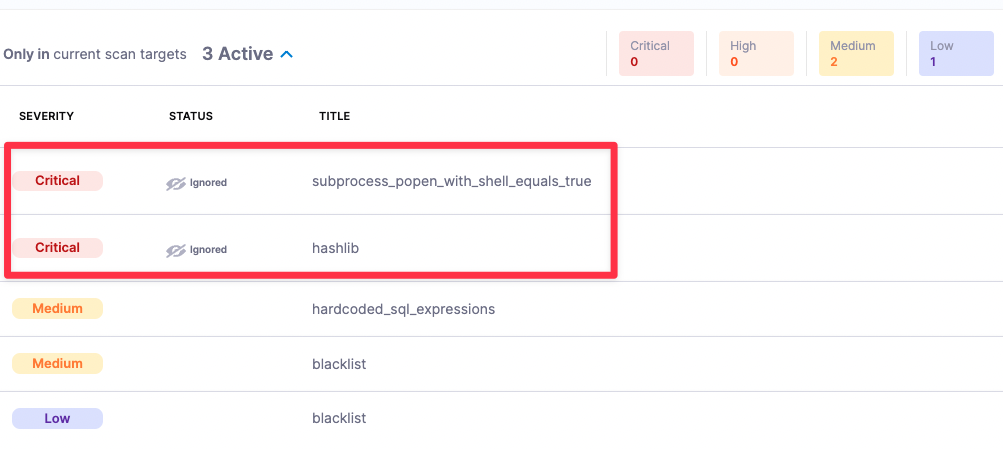 Only in current scan targets 3 Active
Critical High Medium Low
0 0 2 1
SEVERITY STATUS TITLE
Critical Ignored subprocess_popen_with_shell_equals_true
Critical Ignored hashlib
Medium hardcoded_sql_expressions
Medium blacklist
Low blacklist